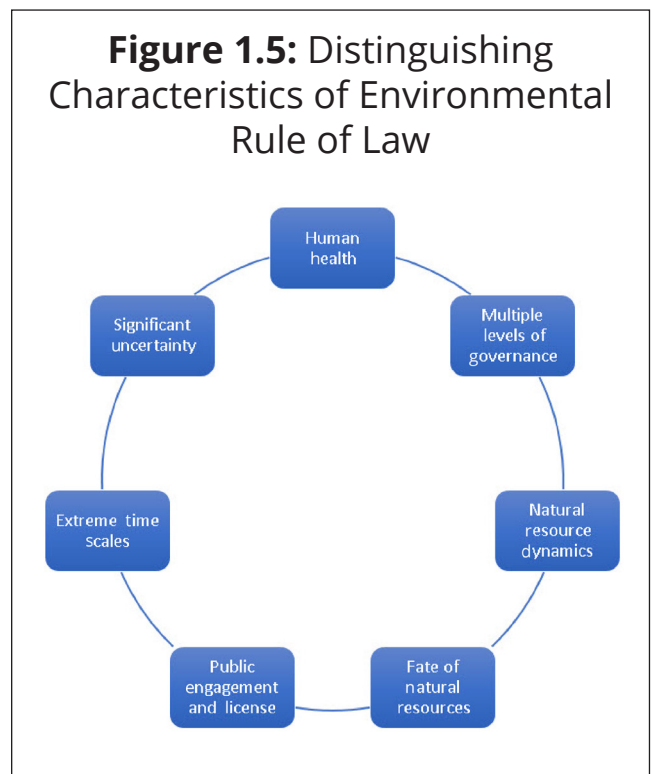 Figure 1.5: Distinguishing
Characteristics of Environmental
Rule of Law
Human
health
Multiple
levels of
governance
Natural
resource
dynamics
Fate of
natural
resources
Public
engagement
and license
Extreme time
scales
Significant
uncertainty